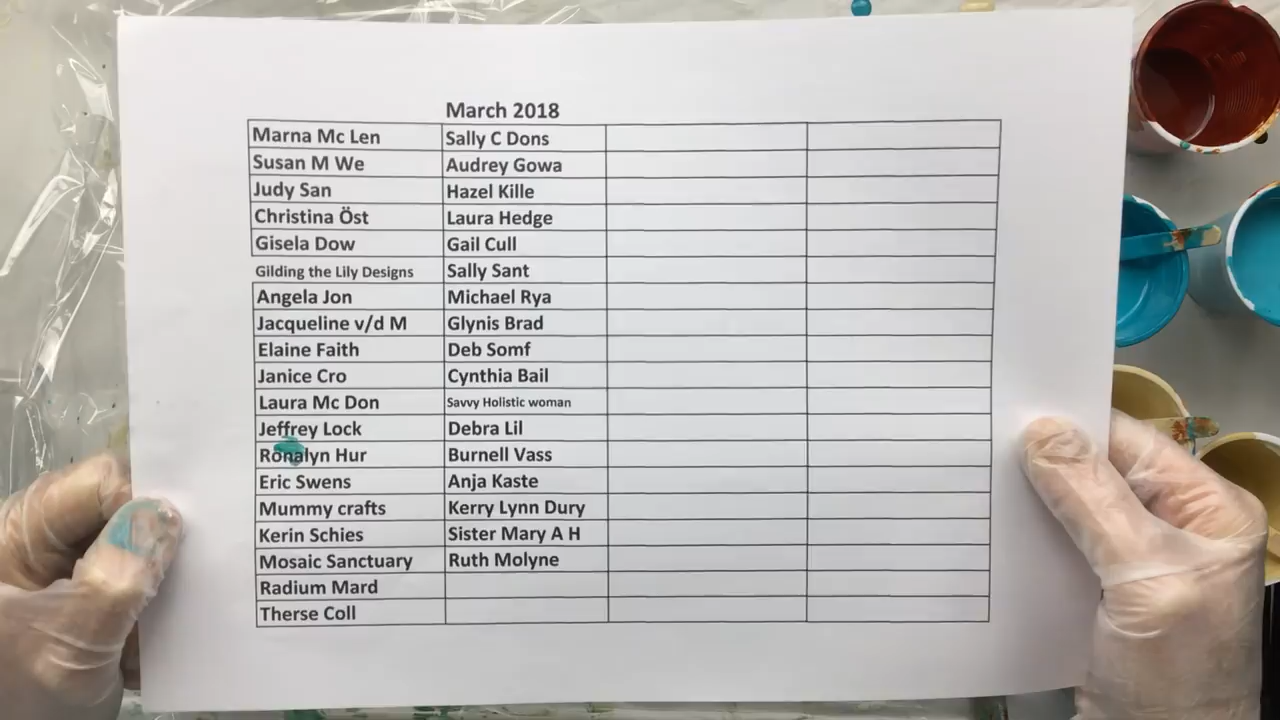 March 2018
Marna Mc Len Sally C Dons
Susan M We Audrey Gowa
Judy San Hazel Kille
Christina Öst Laura Hedge
Gisela Dow Gail Cull
Gilding the Lily Designs Sally Sant
Angela Jon Michael Rya
Jacqueline v/d M Glynis Brad
Elaine Faith Deb Somf
Janice Cro Cynthia Bail
Laura Mc Don Savvy Holistic woman
Jeffrey Lock Debra Lil
Ronalyn Hur Burnell Vass
Eric Swens Anja Kaste
Mummy crafts Kerry Lynn Dury
Kerin Schies Sister Mary A H
Mosaic Sanctuary Ruth Molyne
Radium Mard
Therse Coll